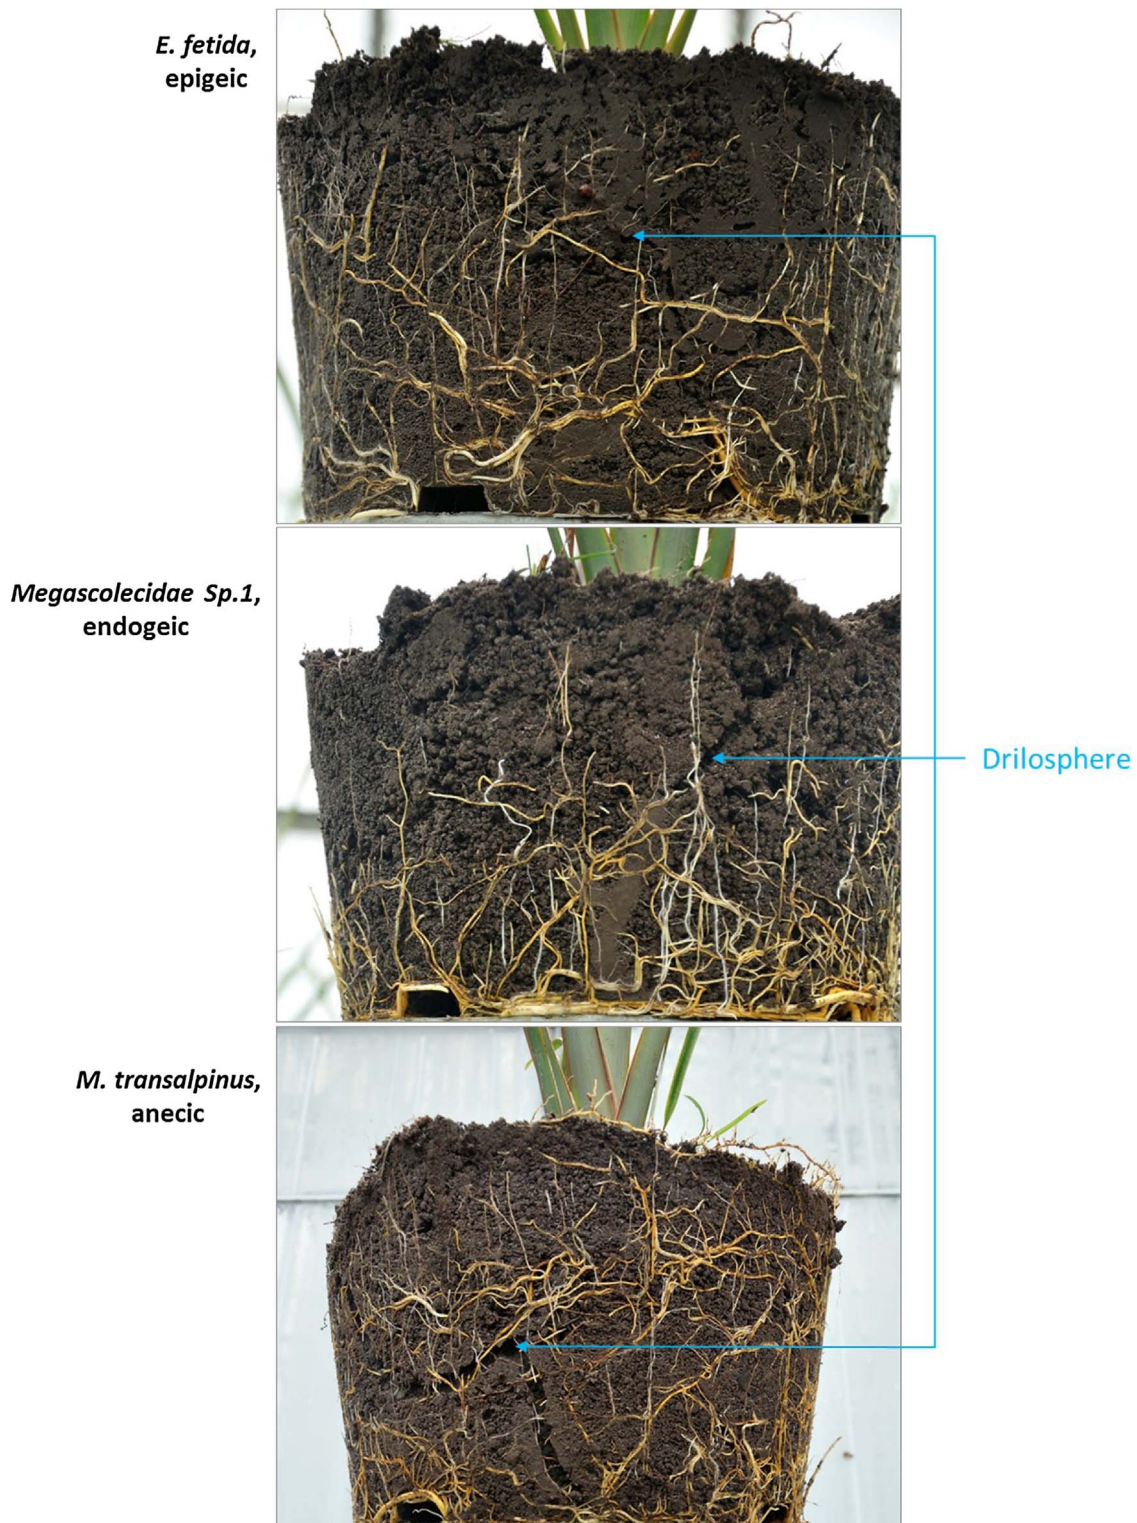 E. fetida,
epigeic
Megascolecidae Sp.1,
endogeic
Drilosphere
M. transalpinus,
anecic